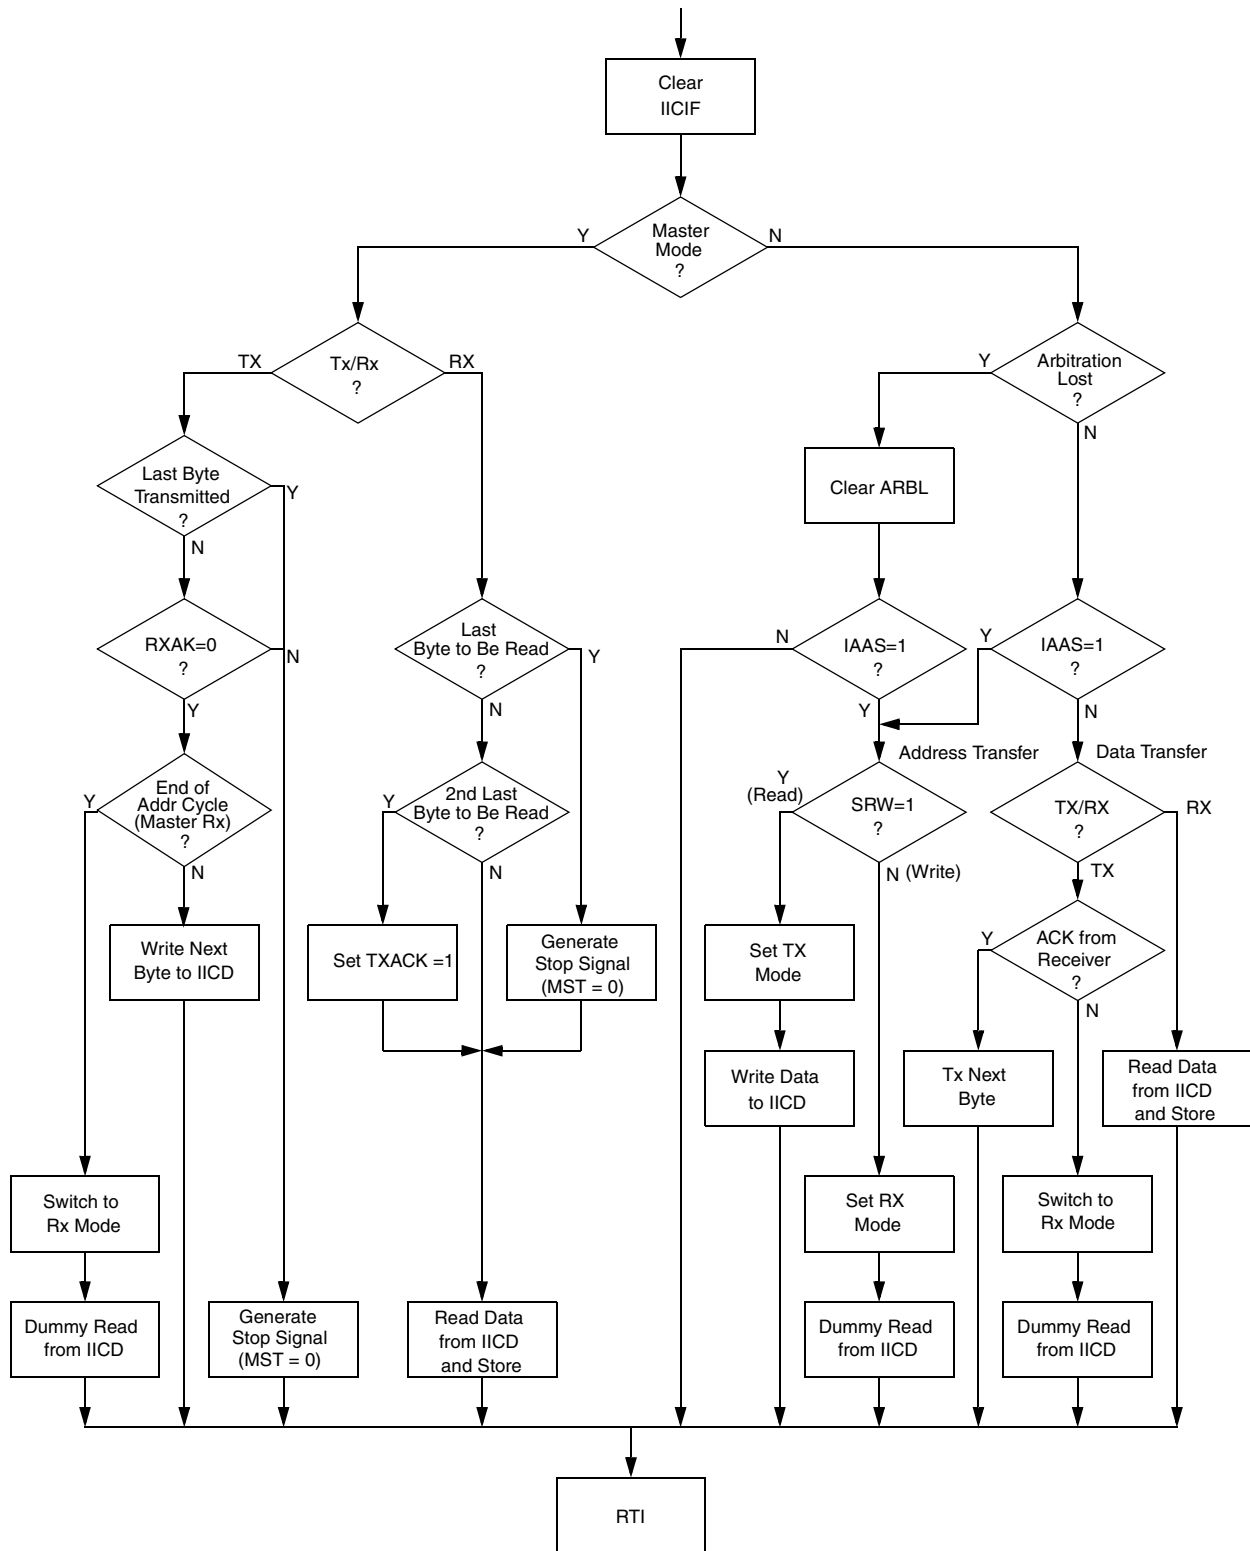 Clear
IICIF
Master
Mode
?
Y
N
Tx/Rx
?
TX
RX
Arbitration
Lost
?
Y
N
Last Byte
Transmitted
?
Y
N
Clear ARBL
RXAK=0
?
N
Y
Last
Byte to Be Read
?
Y
N
IAAS=1
?
N
Y
IAAS=1
?
Y
N
Address Transfer
Data Transfer
End of
Addr Cycle
(Master Rx)
?
Y
N
2nd Last
Byte to Be Read
?
Y
N
Y
(Read)
SRW=1
?
N (Write)
TX/RX
?
RX
TX
Write Next
Byte to IICD
Set TXACK =1
Generate
Stop Signal
(MST = 0)
Set TX
Mode
ACK from
Receiver
?
Y
N
Write Data
to IICD
Tx Next
Byte
Read Data
from IICD
and Store
Switch to
Rx Mode
Set RX
Mode
Switch to
Rx Mode
Dummy Read
from IICD
Generate
Stop Signal
(MST = 0)
Read Data
from IICD
and Store
Dummy Read
from IICD
Dummy Read
from IICD
RTI